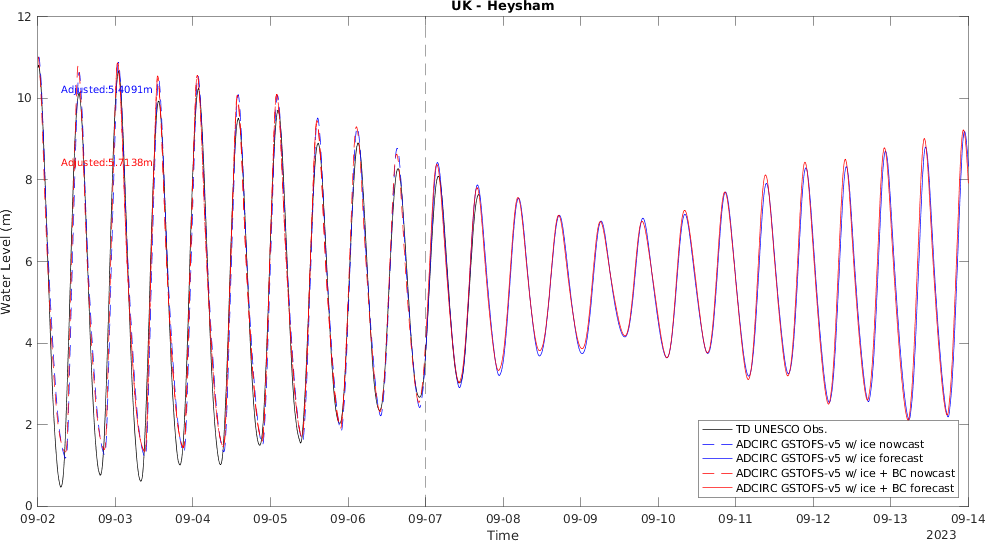 UK - Heysham
12
10
8
6
4
2
0
Water Level (m)
Adjusted:5.4091m
Adjusted:5.7138m
TD UNESCO Obs.
ADCIRC GSTOFS-v5 w/ ice nowcast
ADCIRC GSTOFS-v5 w/ ice forecast
ADCIRC GSTOFS-v5 w/ ice + BC nowcast
ADCIRC GSTOFS-v5 w/ ice + BC forecast
09-02 09-03 09-04 09-05 09-06 09-07 09-08 09-09 09-10 09-11 09-12 09-13 09-14
Time
2023